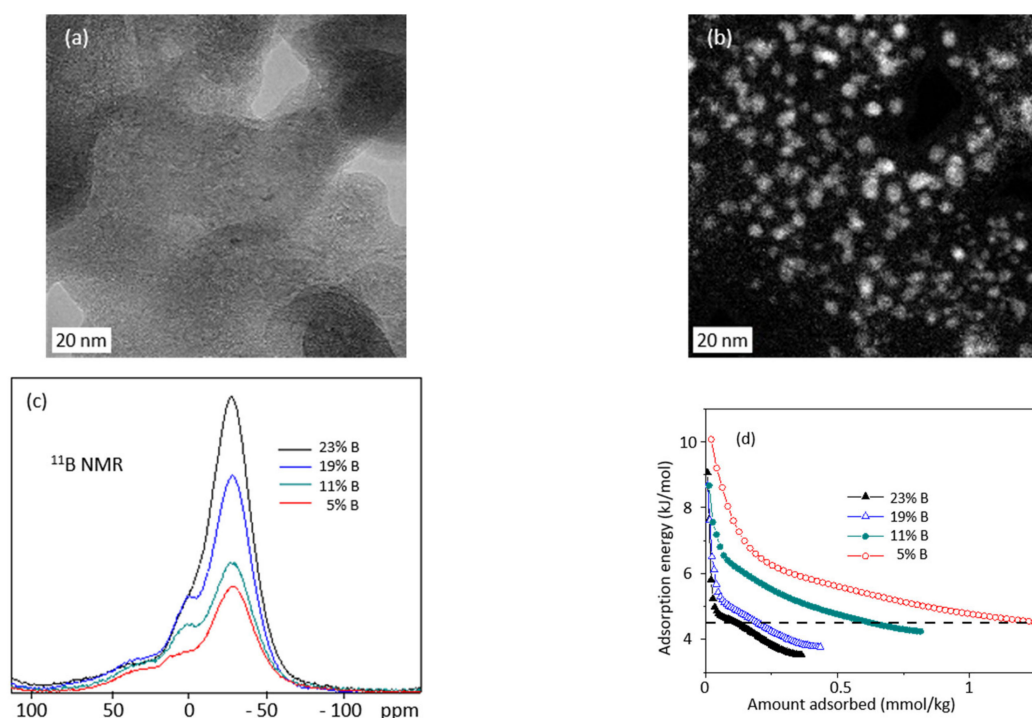 (a)
20 nm
(b)
20 nm
(c)
¹¹B NMR
23% B
19% B
11% B
5% B
100 50 0 - 50 - 100 ppm
(d)
Adsorption energy (kJ/mol)
10
8
6
4
23% B
19% B
11% B
5% B
0 0.5 1
Amount adsorbed (mmol/kg)